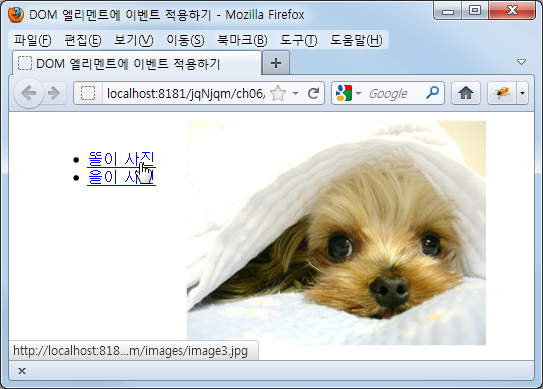 DOM 엘리먼트에 이벤트 적용하기 - Mozilla Firefox
파일(F) 편집(E) 보기(V) 이동(S) 북마크(B) 도구(T) 도움말(H)
DOM 엘리먼트에 이벤트 적용하기
localhost:8181/jqNjqm/ch06/ Google
똘이 사진
을이 사진
http://localhost:818...m/images/image3.jpg